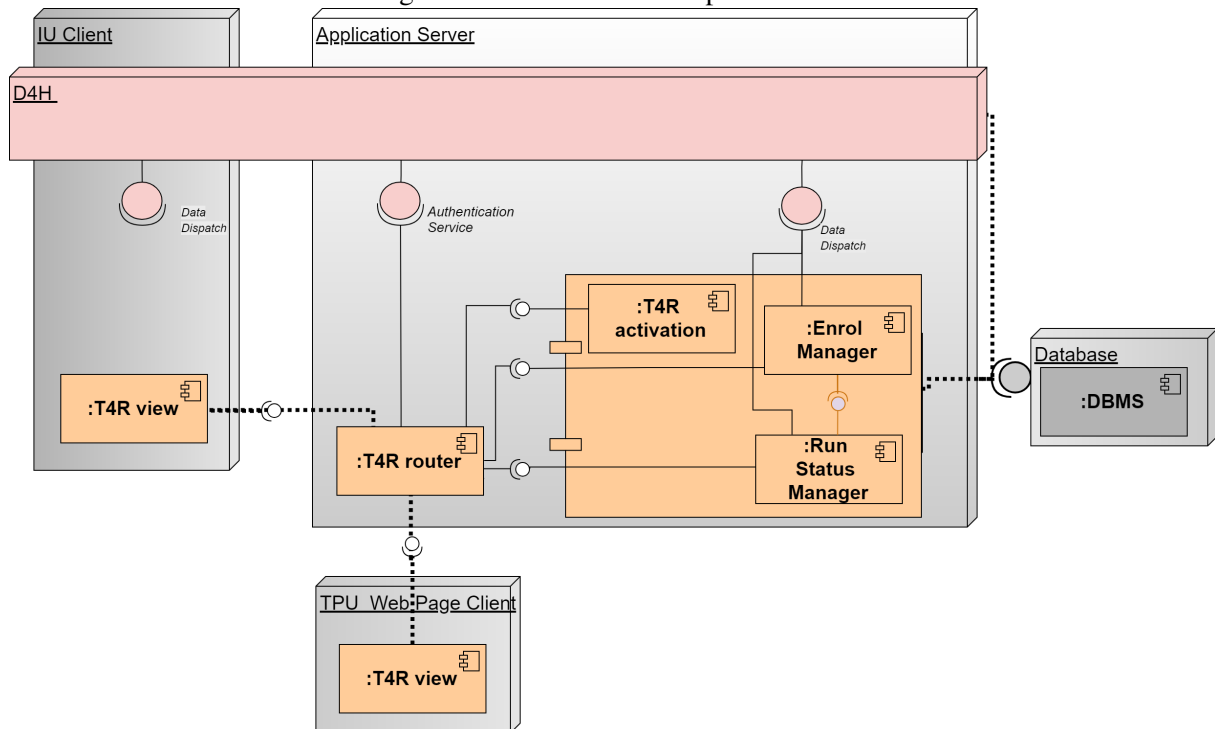 IU Client
Application Server
D4H
Data
Dispatch
Authentication
Service
Data
Dispatch
:T4R
activation
:Enrol
Manager
Database
:DBMS
:T4R view
:T4R router
:Run
Status
Manager
TPU Web Page Client
:T4R view